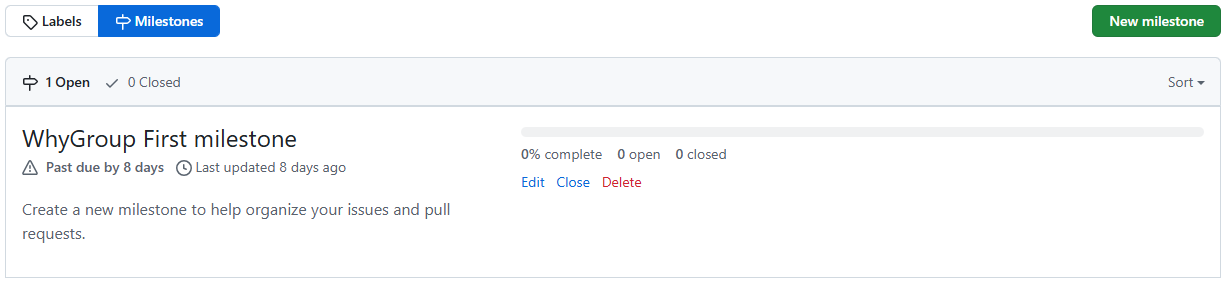 Labels Milestones New milestone
1 Open 0 Closed Sort
WhyGroup First milestone
Past due by 8 days Last updated 8 days ago
0% complete 0 open 0 closed
Edit Close Delete
Create a new milestone to help organize your issues and pull
requests.